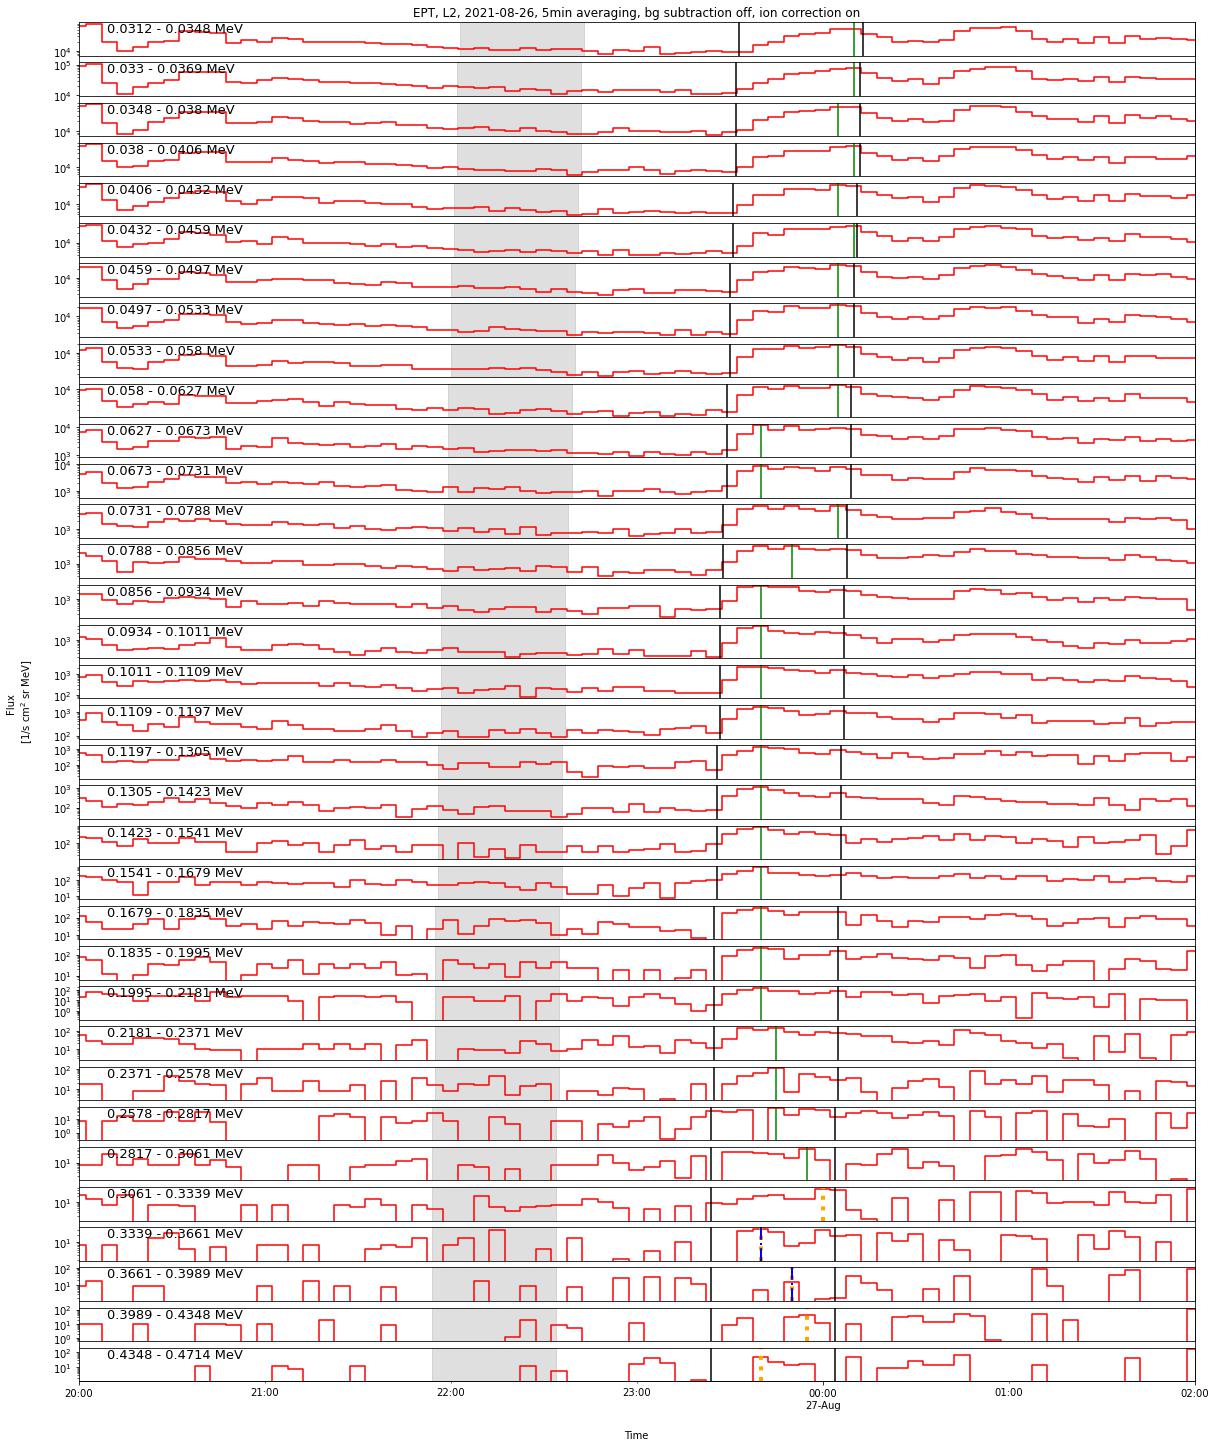 EPT, L2, 2021-08-26, 5min averaging, bg subtraction off, ion correction on
0.0312 - 0.0348 MeV
10⁴
0.033 - 0.0369 MeV
10⁵
10⁴
0.0348 - 0.038 MeV
10⁴
0.038 - 0.0406 MeV
10⁴
0.0406 - 0.0432 MeV
10⁴
0.0432 - 0.0459 MeV
10⁴
0.0459 - 0.0497 MeV
10⁴
0.0497 - 0.0533 MeV
10⁴
0.0533 - 0.058 MeV
10⁴
0.058 - 0.0627 MeV
10⁴
0.0627 - 0.0673 MeV
10⁴
10³
0.0673 - 0.0731 MeV
10⁴
10³
0.0731 - 0.0788 MeV
10³
0.0788 - 0.0856 MeV
10³
0.0856 - 0.0934 MeV
10³
0.0934 - 0.1011 MeV
10³
0.1011 - 0.1109 MeV
10³
10²
0.1109 - 0.1197 MeV
10³
10²
0.1197 - 0.1305 MeV
10³
10²
0.1305 - 0.1423 MeV
10³
10²
0.1423 - 0.1541 MeV
10²
0.1541 - 0.1679 MeV
10²
10¹
0.1679 - 0.1835 MeV
10²
10¹
0.1835 - 0.1995 MeV
10²
10¹
0.1995 - 0.2181 MeV
10²
10¹
10⁰
0.2181 - 0.2371 MeV
10²
10¹
0.2371 - 0.2578 MeV
10²
10¹
0.2578 - 0.2817 MeV
10¹
10⁰
0.2817 - 0.3061 MeV
10¹
0.3061 - 0.3339 MeV
10¹
0.3339 - 0.3661 MeV
10¹
0.3661 - 0.3989 MeV
10²
10¹
0.3989 - 0.4348 MeV
10²
10¹
10⁰
0.4348 - 0.4714 MeV
10²
10¹
Flux
[1/s cm² sr MeV]
20:00 21:00 22:00 23:00 00:00 01:00 02:00
27-Aug
Time